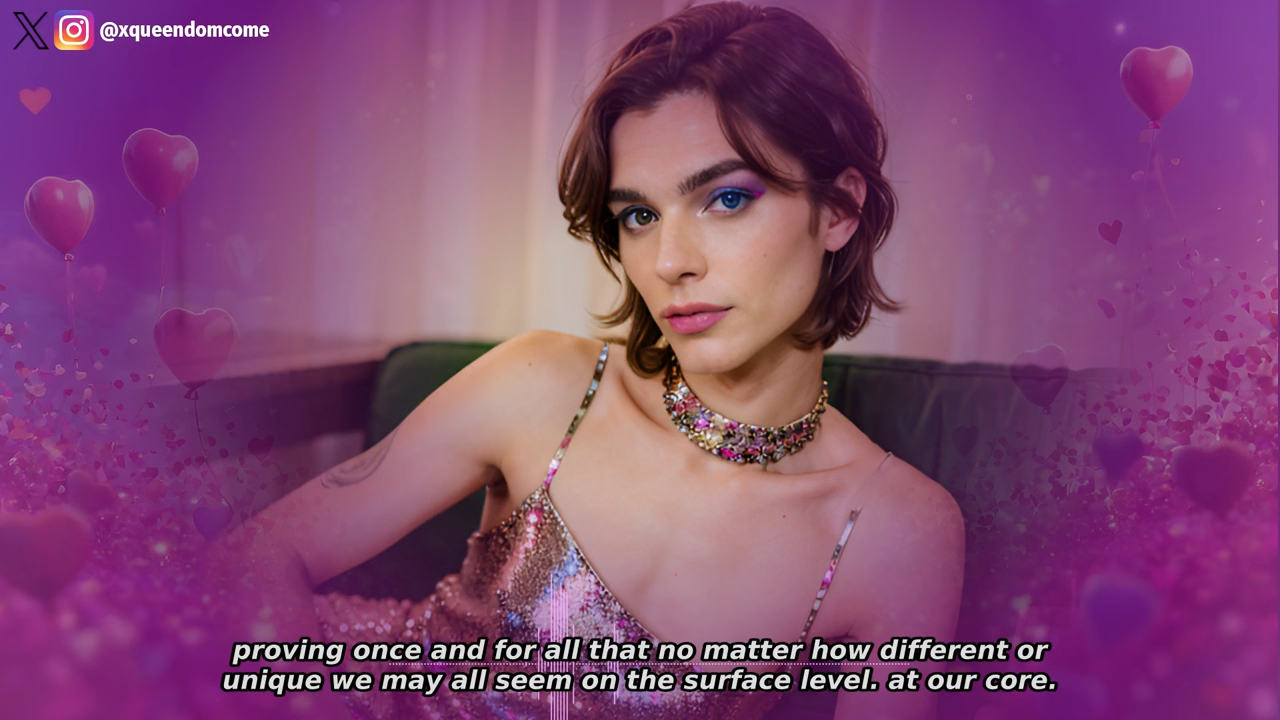 @xqueendomcome
proving once and for all that no matter how different or
unique we may all seem on the surface level. at our core.